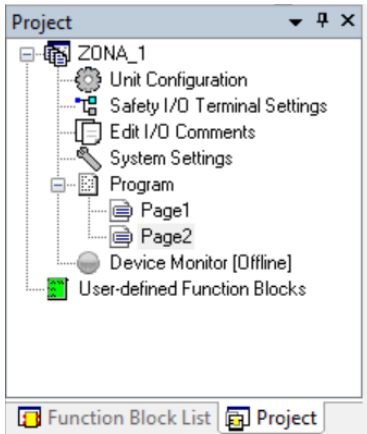 Project
ZONA_1
Unit Configuration
Safety I/O Terminal Settings
Edit I/O Comments
System Settings
Program
Page1
Page2
Device Monitor [Offline]
User-defined Function Blocks
Function Block List Project